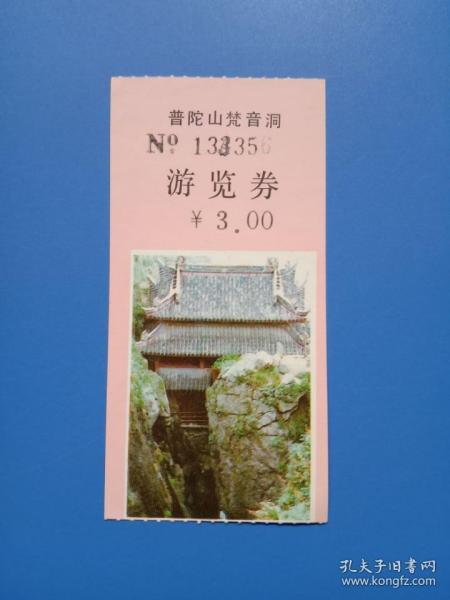 普陀山梵音洞
№ 133356
游览券
¥ 3.00
孔夫子旧书网
www.kongfz.com